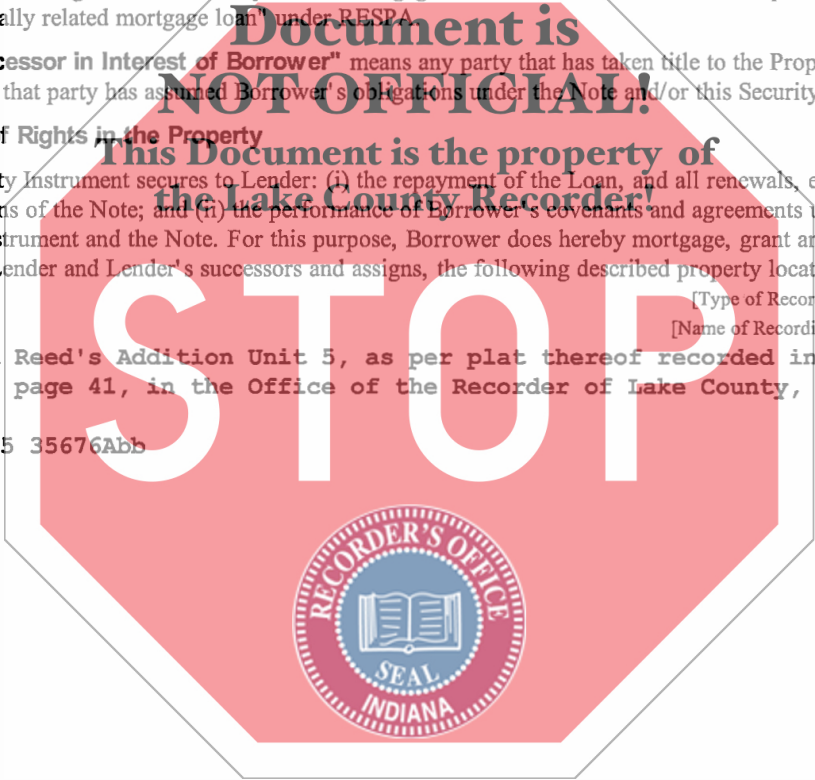 ally related mortgage loan" under RESPA.
Document is
cessor in Interest of Borrower" means any party that has taken title to the Prop
that party has assumed Borrower's obligations under the Note and/or this Security
NOT OFFICIAL!
f Rights in the Property
This Document is the property of
ty Instrument secures to Lender: (i) the repayment of the Loan, and all renewals, e
the Lake County Recorder!
ns of the Note; and (ii) the performance of Borrower's covenants and agreements u
strument and the Note. For this purpose, Borrower does hereby mortgage, grant an
ender and Lender's successors and assigns, the following described property locat
[Type of Recor
[Name of Recordi
STOP
Reed's Addition Unit 5, as per plat thereof recorded in
page 41, in the Office of the Recorder of Lake County,
5 35676Abb
RECORDER'S OFFICE
SEAL
INDIANA